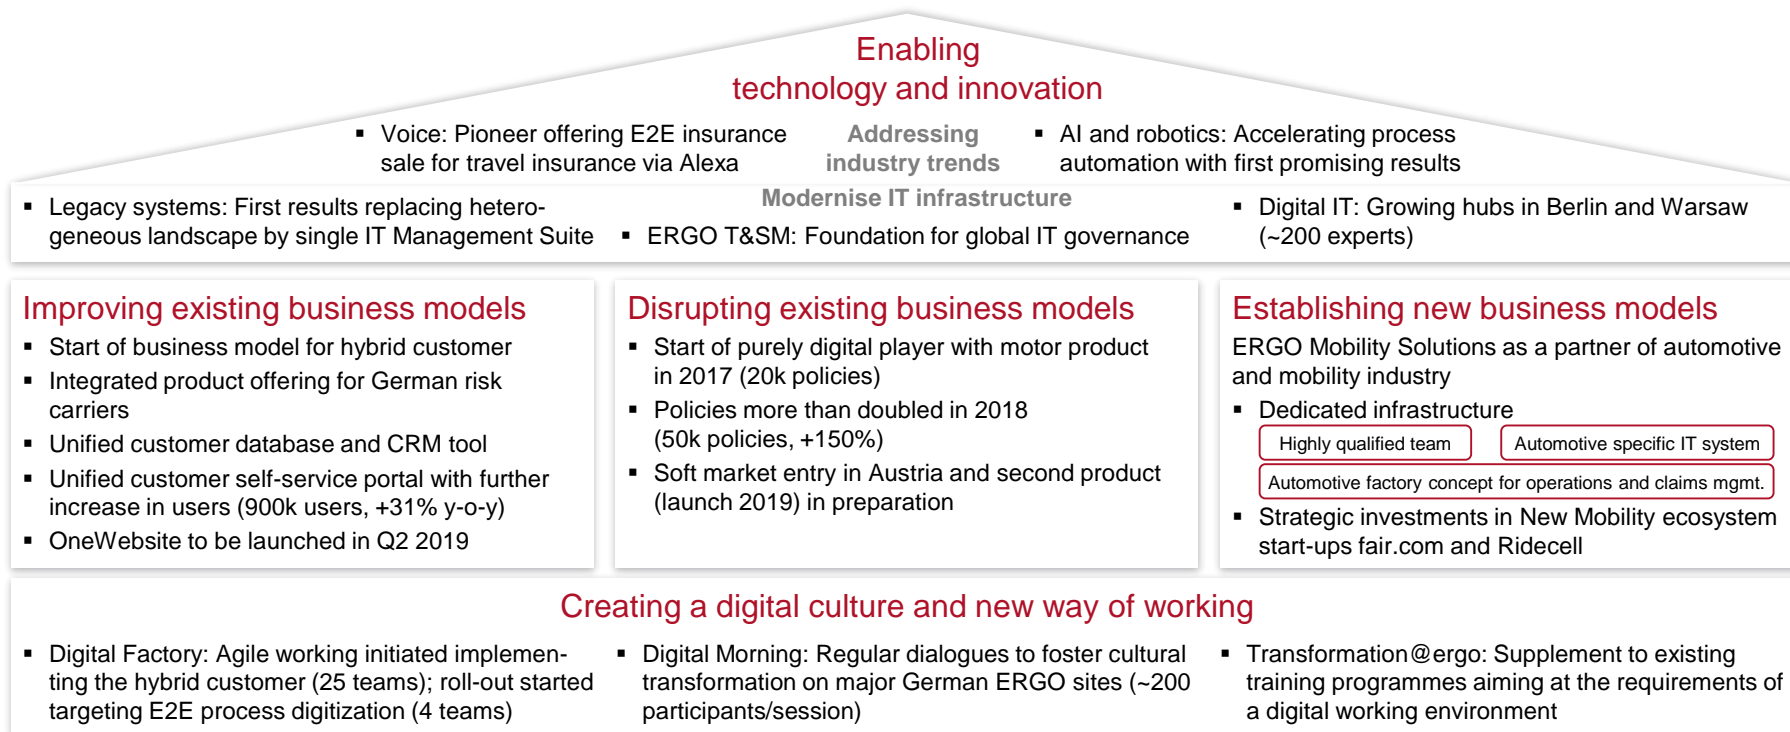 Enabling
technology and innovation
▪ Voice: Pioneer offering E2E insurance
sale for travel insurance via Alexa
Addressing
industry trends
▪ AI and robotics: Accelerating process
automation with first promising results
Modernise IT infrastructure
▪ Legacy systems: First results replacing hetero-
geneous landscape by single IT Management Suite
▪ ERGO T&SM: Foundation for global IT governance
▪ Digital IT: Growing hubs in Berlin and Warsaw
(~200 experts)
Improving existing business models
▪ Start of business model for hybrid customer
▪ Integrated product offering for German risk
carriers
▪ Unified customer database and CRM tool
▪ Unified customer self-service portal with further
increase in users (900k users, +31% y-o-y)
▪ OneWebsite to be launched in Q2 2019
Disrupting existing business models
▪ Start of purely digital player with motor product
in 2017 (20k policies)
▪ Policies more than doubled in 2018
(50k policies, +150%)
▪ Soft market entry in Austria and second product
(launch 2019) in preparation
Establishing new business models
ERGO Mobility Solutions as a partner of automotive
and mobility industry
▪ Dedicated infrastructure
Highly qualified team
Automotive specific IT system
Automotive factory concept for operations and claims mgmt.
▪ Strategic investments in New Mobility ecosystem
start-ups fair.com and Ridecell
Creating a digital culture and new way of working
▪ Digital Factory: Agile working initiated implemen-
ting the hybrid customer (25 teams); roll-out started
targeting E2E process digitization (4 teams)
▪ Digital Morning: Regular dialogues to foster cultural
transformation on major German ERGO sites (~200
participants/session)
▪ Transformation@ergo: Supplement to existing
training programmes aiming at the requirements of
a digital working environment